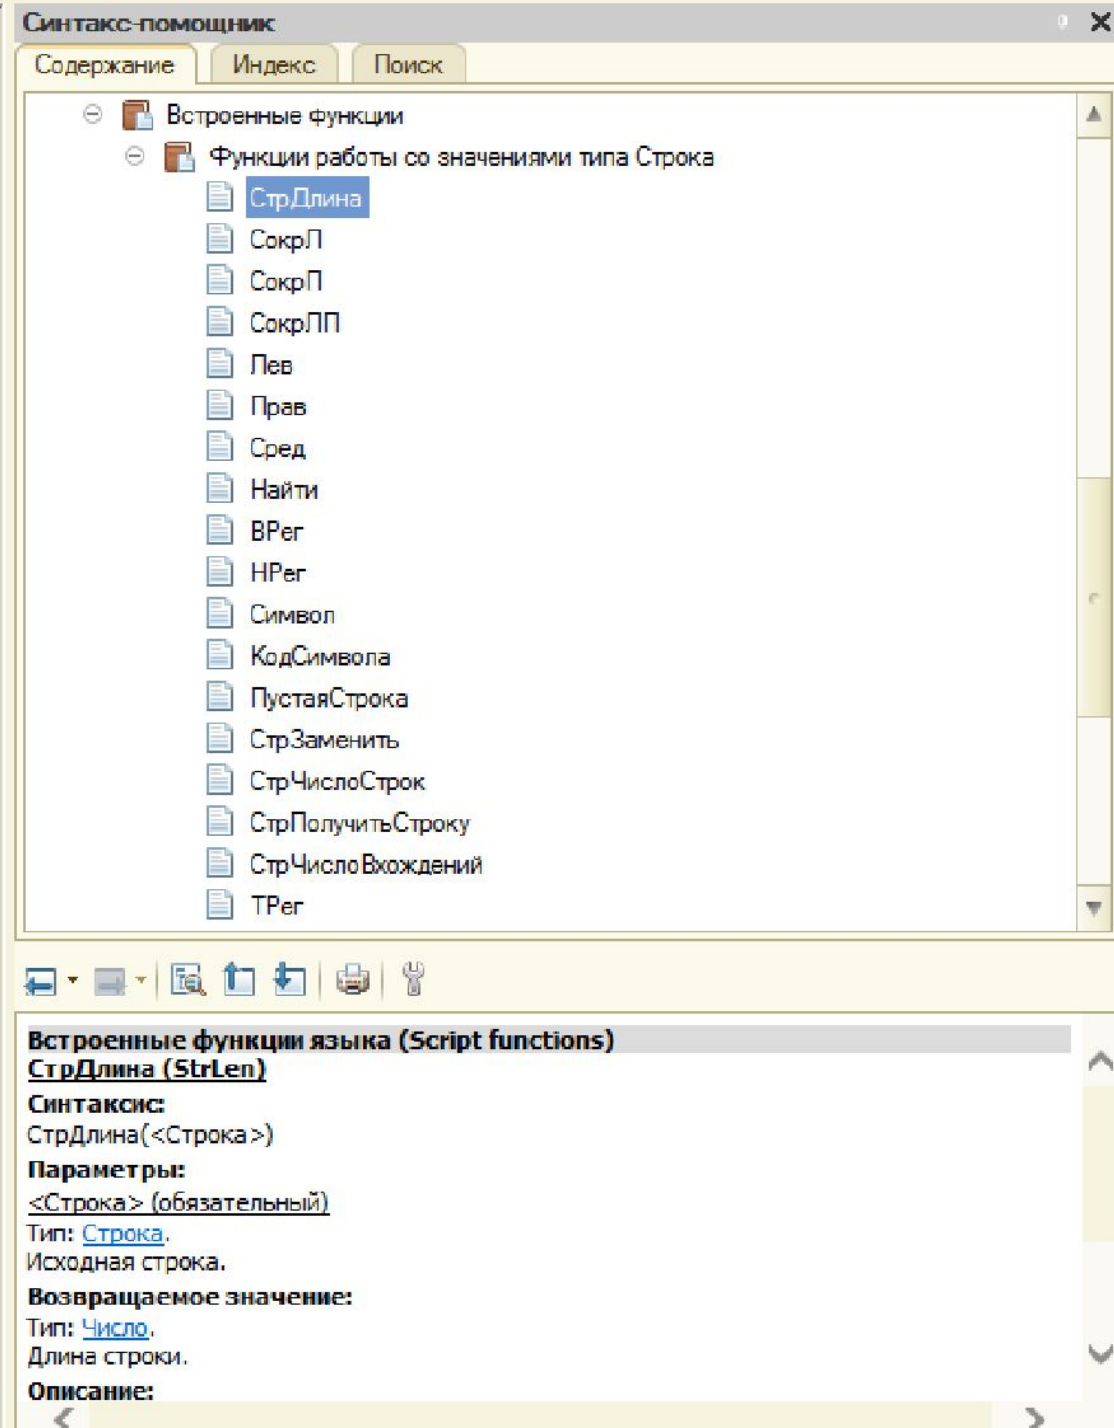 Синтакс-помощник
Содержание Индекс Поиск
Встроенные функции
Функции работы со значениями типа Строка
СтрДлина
СокрЛ
СокрП
СокрЛП
Лев
Прав
Сред
Найти
ВРег
НРег
Символ
КодСимвола
ПустаяСтрока
СтрЗаменить
СтрЧислоСтрок
СтрПолучитьСтроку
СтрЧислоВхождений
ТРег
Встроенные функции языка (Script functions)
СтрДлина (StrLen)
Синтаксис:
СтрДлина(<Строка>)
Параметры:
<Строка> (обязательный)
Тип: Строка.
Исходная строка.
Возвращаемое значение:
Тип: Число.
Длина строки.
Описание: